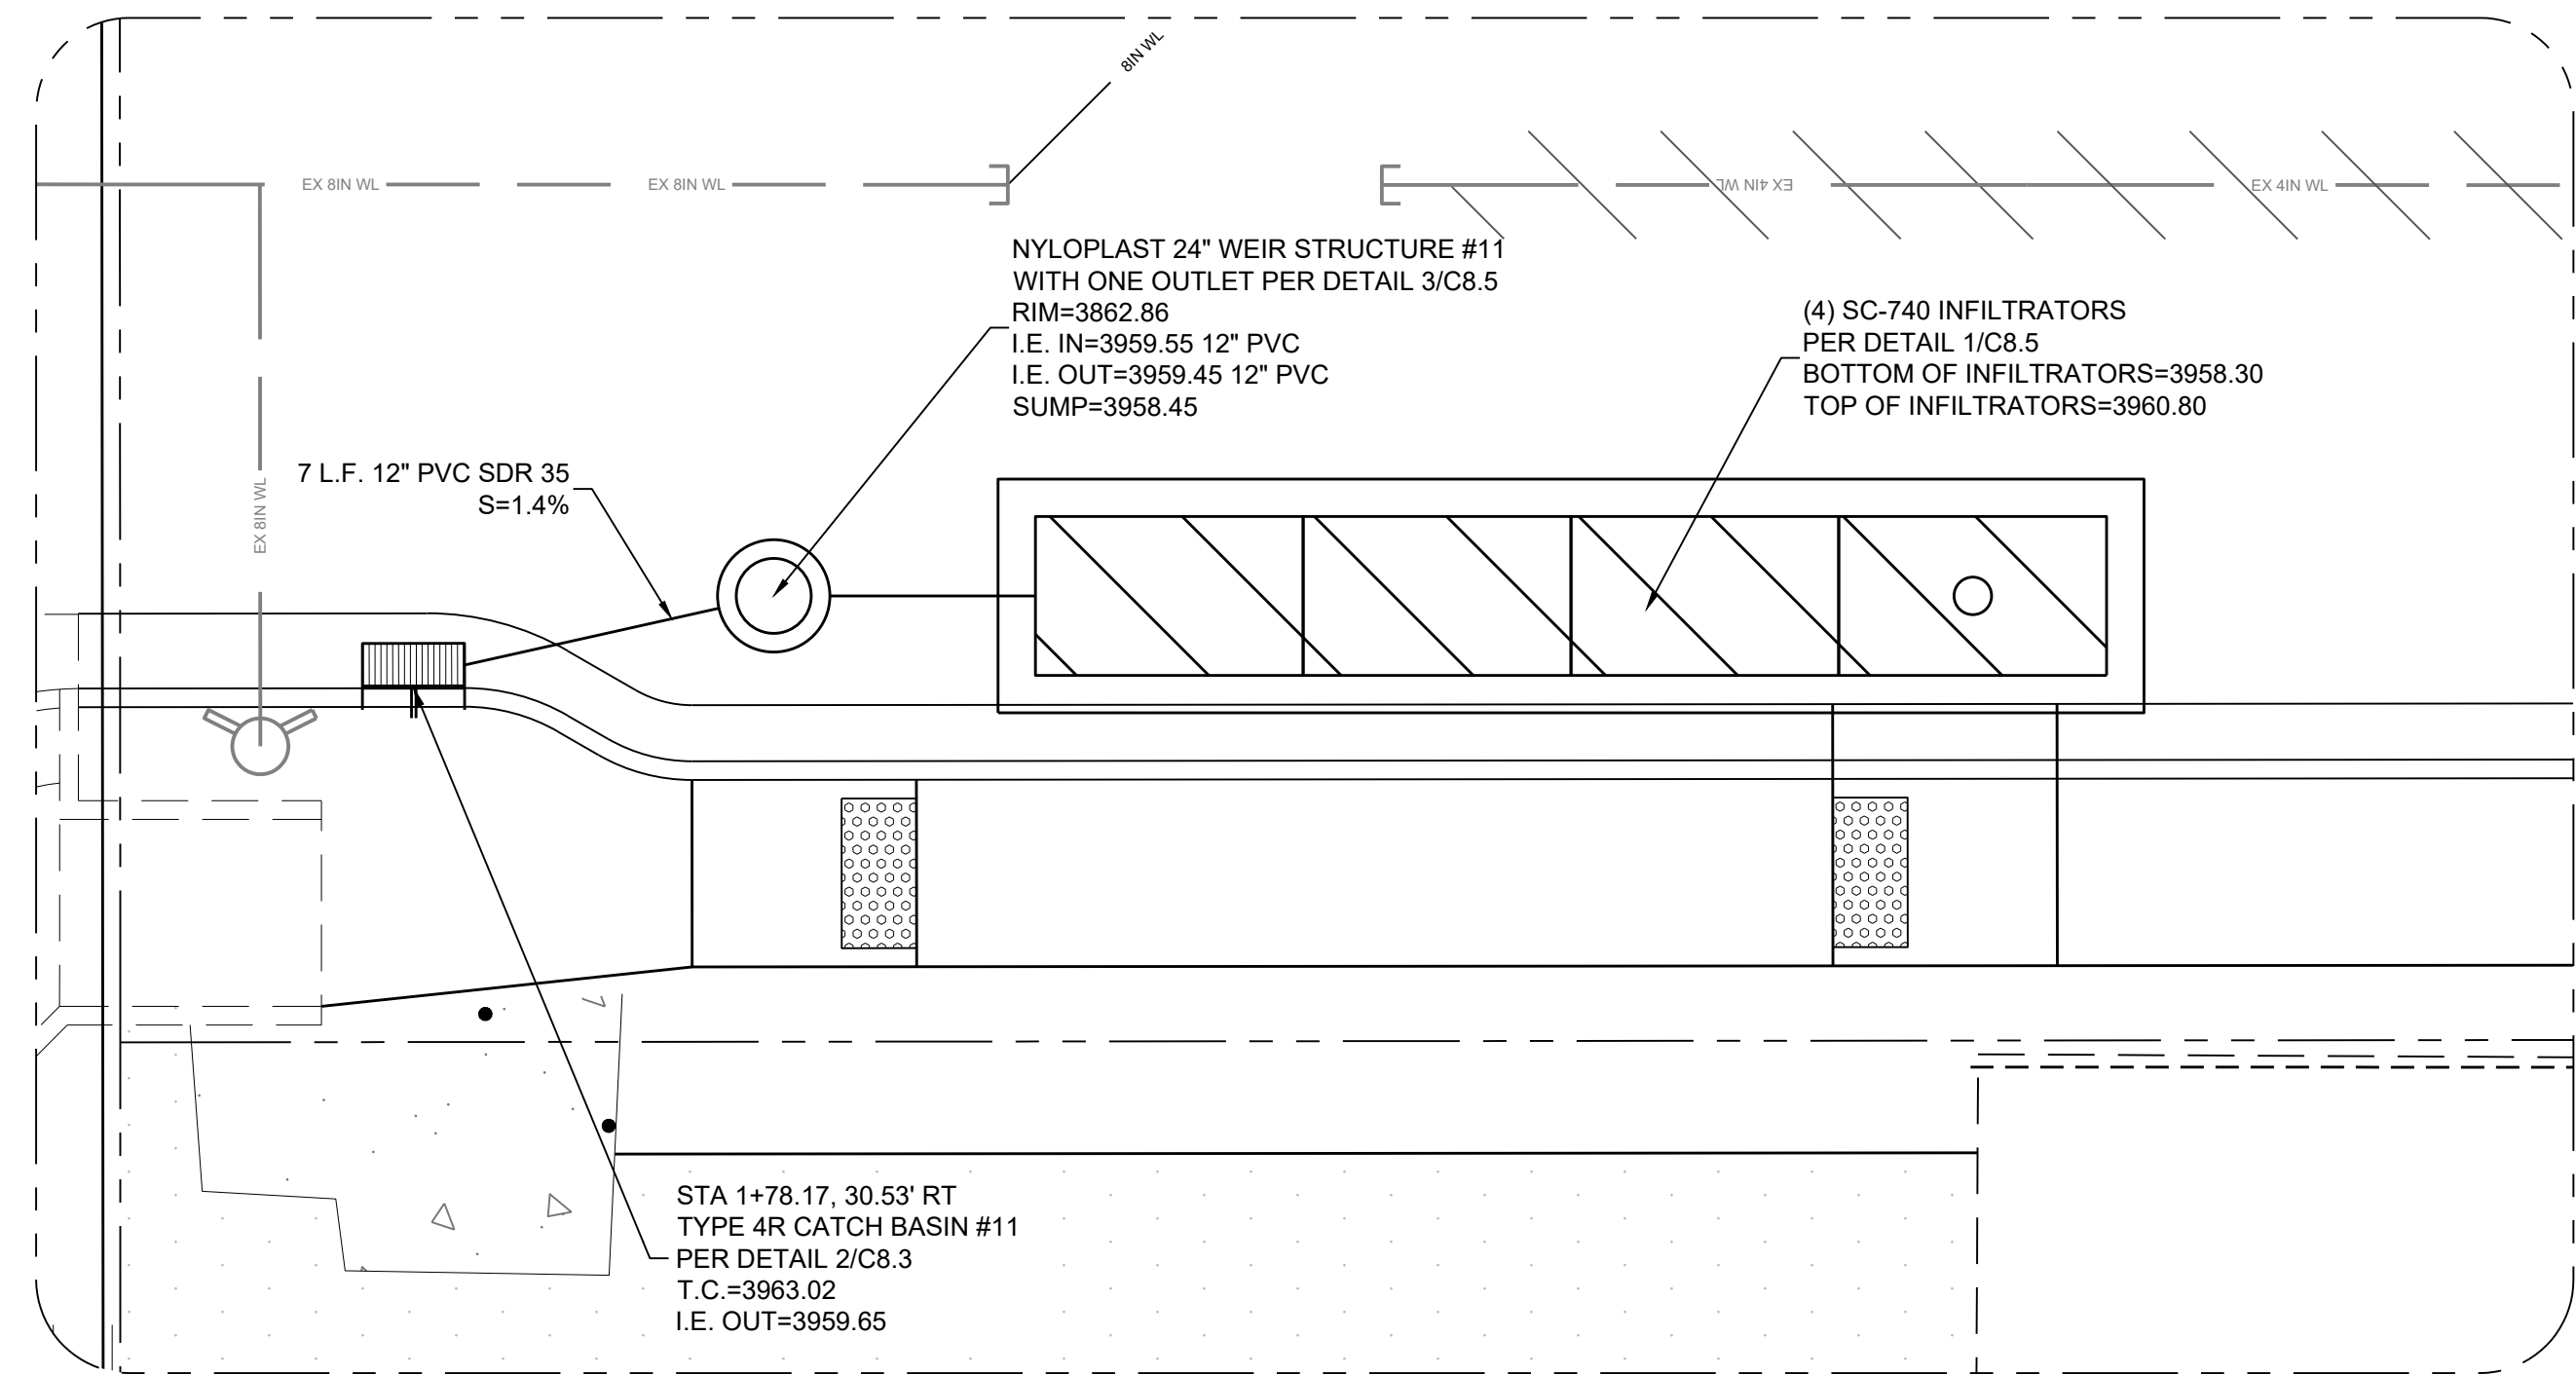 8IN WL
EX 8IN WL
EX 8IN WL
EX 4IN WL
EX 4IN WL
NYLOPLAST 24" WEIR STRUCTURE #11
WITH ONE OUTLET PER DETAIL 3/C8.5
RIM=3862.86
I.E. IN=3959.55 12" PVC
I.E. OUT=3959.45 12" PVC
SUMP=3958.45
(4) SC-740 INFILTRATORS
PER DETAIL 1/C8.5
BOTTOM OF INFILTRATORS=3958.30
TOP OF INFILTRATORS=3960.80
7 L.F. 12" PVC SDR 35
S=1.4%
EX 8IN WL
STA 1+78.17, 30.53' RT
TYPE 4R CATCH BASIN #11
PER DETAIL 2/C8.3
T.C.=3963.02
I.E. OUT=3959.65